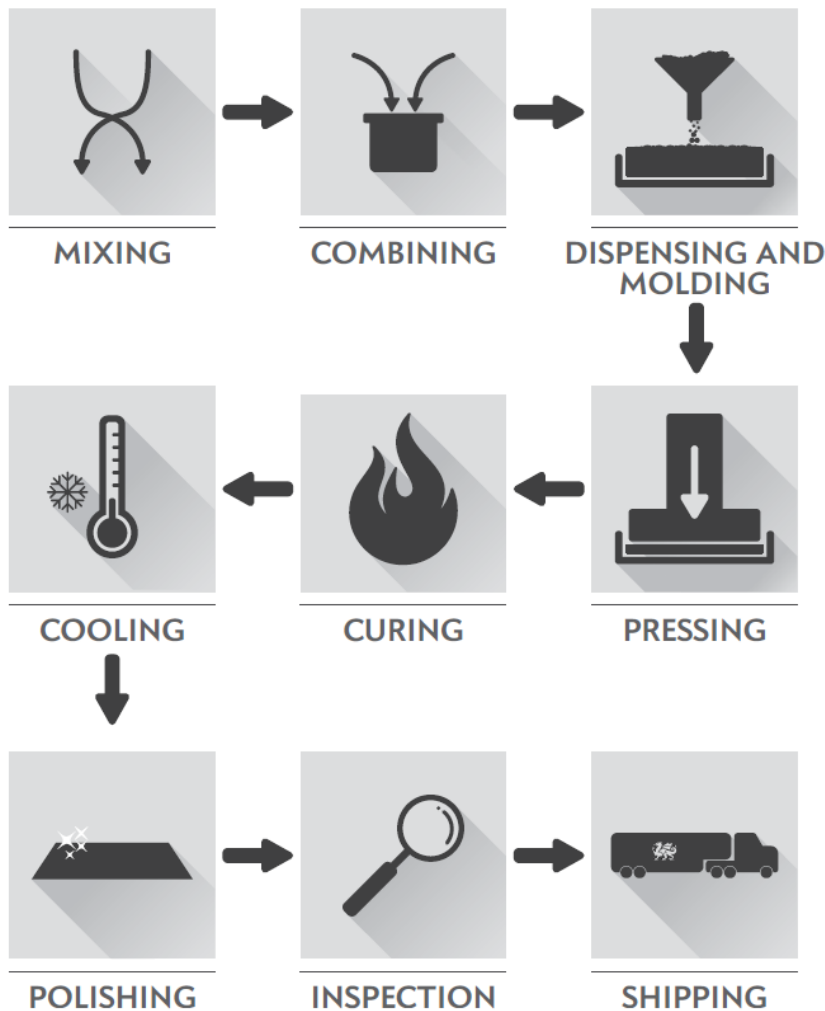 MIXING
COMBINING
DISPENSING AND
MOLDING
PRESSING
CURING
COOLING
POLISHING
INSPECTION
SHIPPING